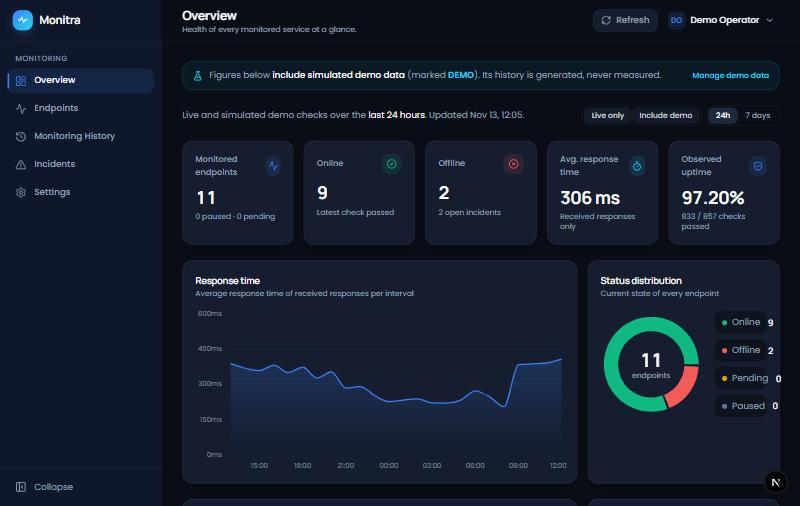 Monitra
MONITORING
Overview
Endpoints
Monitoring History
Incidents
Settings
Collapse
Overview
Health of every monitored service at a glance.
Refresh
DO Demo Operator
Figures below include simulated demo data (marked DEMO). Its history is generated, never measured.
Manage demo data
Live and simulated demo checks over the last 24 hours. Updated Nov 13, 12:05.
Live only Include demo
24h 7 days
Monitored
endpoints
11
0 paused · 0 pending
Online
9
Latest check passed
Offline
2
2 open incidents
Avg. response
time
306 ms
Received responses
only
Observed
uptime
97.20%
833 / 857 checks
passed
Response time
Average response time of received responses per interval
600ms
450ms
300ms
150ms
0ms
15:00 18:00 21:00 00:00 03:00 06:00 09:00 12:00
Status distribution
Current state of every endpoint
11
endpoints
Online 9
Offline 2
Pending 0
Paused 0
N